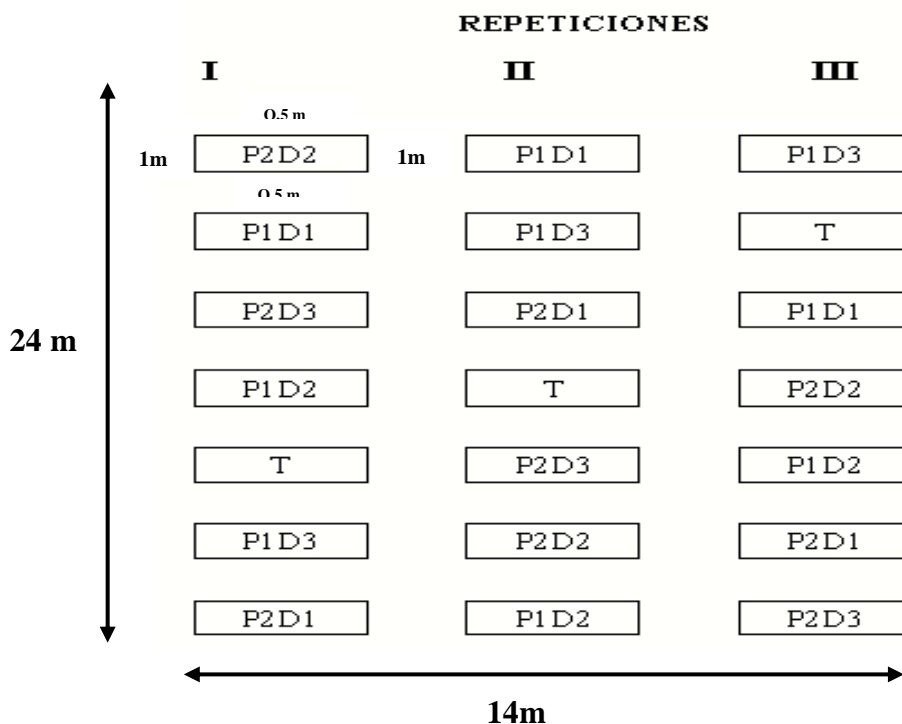 REPETICIONES
I II III
O.5 m
1m P2D2 1m P1D1 P1D3
O.5 m
P1D1 P1D3 T
P2D3 P2D1 P1D1
24 m
P1D2 T P2D2
T P2D3 P1D2
P1D3 P2D2 P2D1
P2D1 P1D2 P2D3
14m